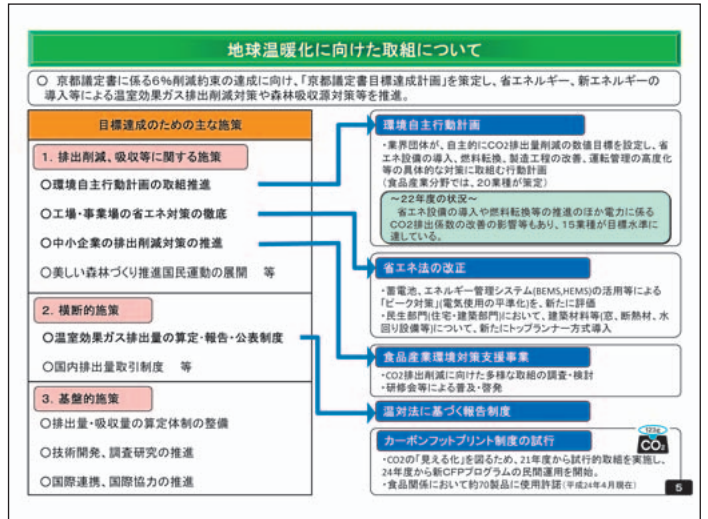 地球温暖化に向けた取組について
○ 京都議定書に係る6%削減約束の達成に向け、「京都議定書目標達成計画」を策定し、省エネルギー、新エネルギーの
導入等による温室効果ガス排出削減対策や森林吸収源対策等を推進。
目標達成のための主な施策
1. 排出削減、吸収等に関する施策
○環境自主行動計画の取組推進
○工場・事業場の省エネ対策の徹底
○中小企業の排出削減対策の推進
○美しい森林づくり推進国民運動の展開　等
2. 横断的施策
○温室効果ガス排出量の算定・報告・公表制度
○国内排出量取引制度　等
3. 基盤的施策
○排出量・吸収量の算定体制の整備
○技術開発、調査研究の推進
○国際連携、国際協力の推進
環境自主行動計画
・業界団体が、自主的にCO2排出量削減の数値目標を設定し、省
エネ設備の導入、燃料転換、製造工程の改善、運転管理の高度化
等の具体的な対策に取組む行動計画
(食品産業分野では、20業種が策定)
～22年度の状況～
省エネ設備の導入や燃料転換等の推進のほか電力に係る
CO2排出係数の改善の影響等もあり、15業種が目標水準に
達している。
省エネ法の改正
・蓄電池、エネルギー管理システム(BEMS,HEMS)の活用等による
「ピーク対策」(電気使用の平準化)を、新たに評価
・民生部門(住宅・建築部門)において、建築材料等(窓、断熱材、水
回り設備等)について、新たにトップランナー方式導入
食品産業環境対策支援事業
・CO2排出削減に向けた多様な取組の調査・検討
・研修会等による普及・啓発
温対法に基づく報告制度
カーボンフットプリント制度の試行
123g
CO2
・CO2の「見える化」を図るため、21年度から試行的取組を実施し、
24年度から新CFPプログラムの民間運用を開始。
・食品関係において約70製品に使用許諾(平成24年4月現在)
5